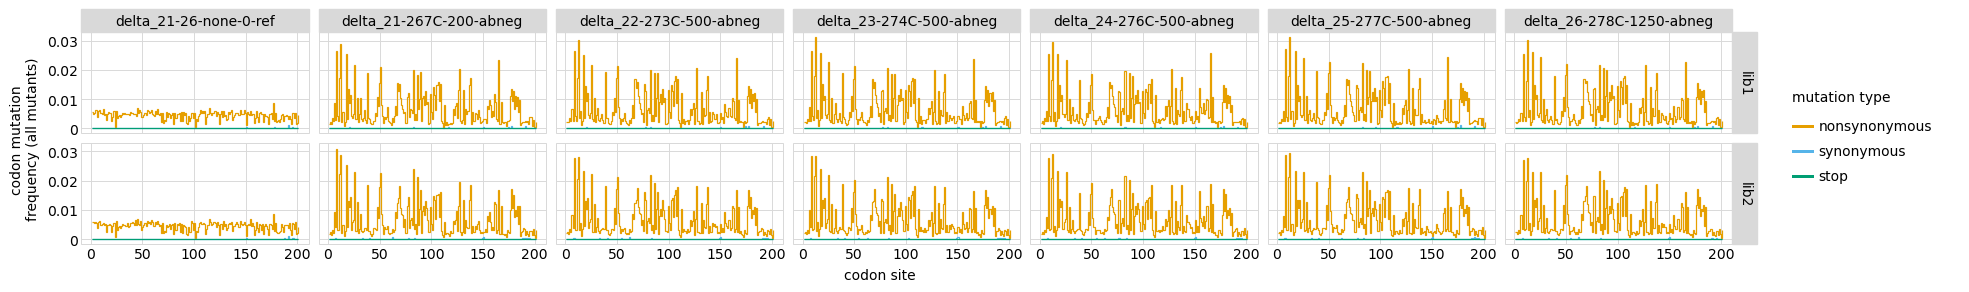 delta_21-26-none-0-ref
delta_21-267C-200-abneg
delta_22-273C-500-abneg
delta_23-274C-500-abneg
delta_24-276C-500-abneg
delta_25-277C-500-abneg
delta_26-278C-1250-abneg
0.03
0.02
0.01
0
lib1
0.03
0.02
0.01
0
lib2
codon mutation
frequency (all mutants)
0 50 100 150 200
0 50 100 150 200
0 50 100 150 200
0 50 100 150 200
0 50 100 150 200
0 50 100 150 200
0 50 100 150 200
codon site
mutation type
nonsynonymous
synonymous
stop